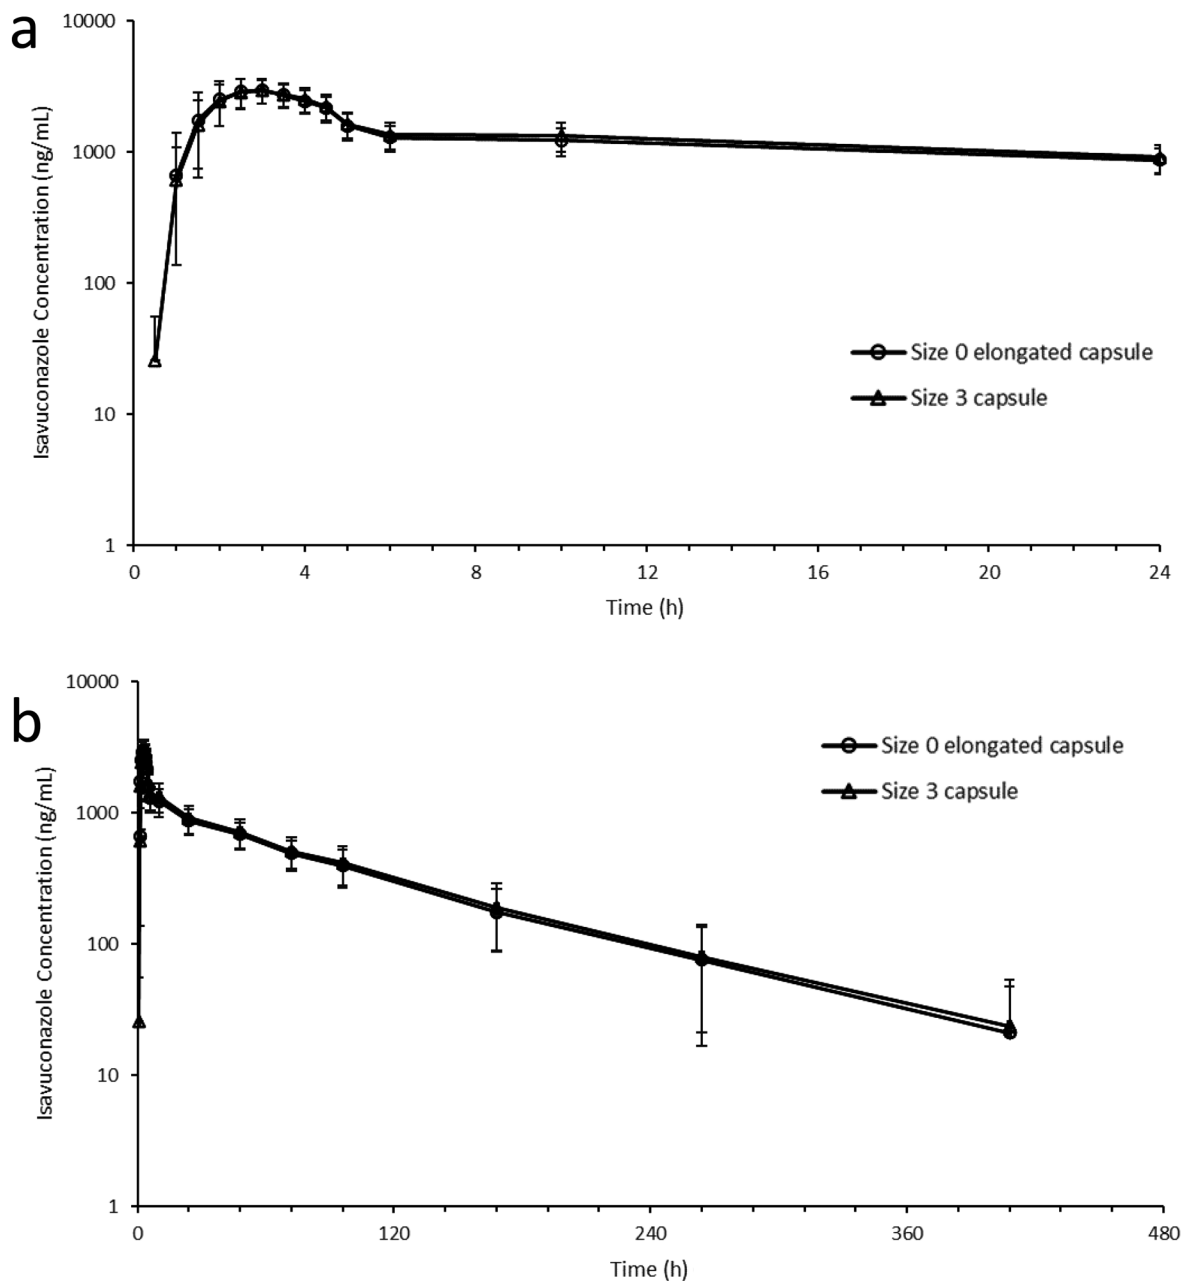 a
10000
1000
100
10
1
Isavuconazole Concentration (ng/mL)
Size 0 elongated capsule
Size 3 capsule
0 4 8 12 16 20 24
Time (h)
b
10000
1000
100
10
1
Isavuconazole Concentration (ng/mL)
Size 0 elongated capsule
Size 3 capsule
0 120 240 360 480
Time (h)